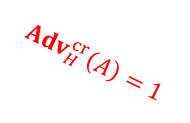 𝐀𝐝𝐯_H^cr(A) = 1